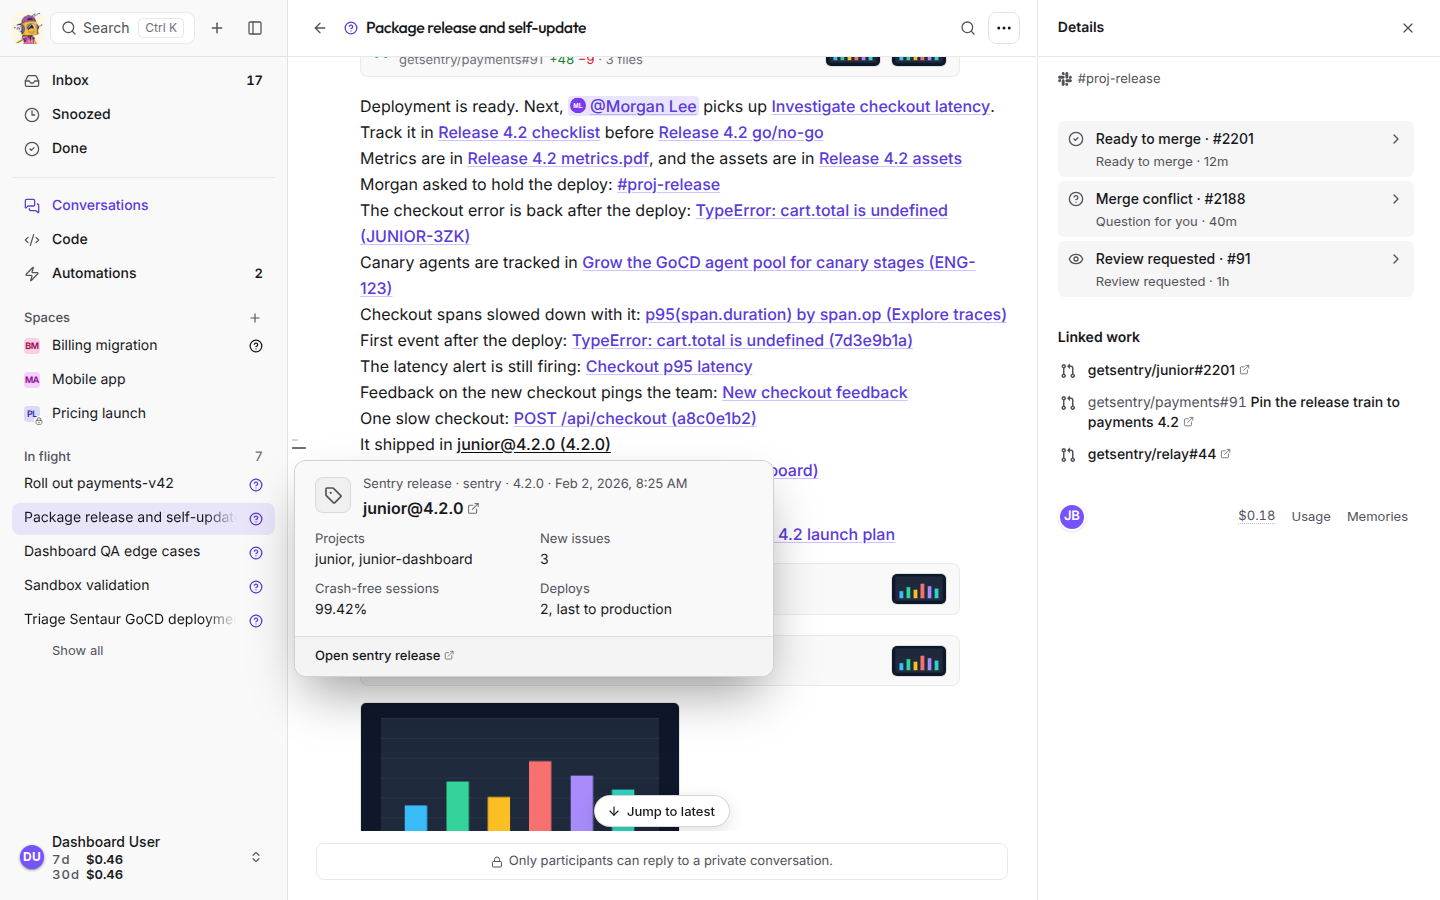 Search Ctrl K
Inbox 17
Snoozed
Done
Conversations
Code
Automations 2
Spaces
BM Billing migration
MA Mobile app
PL Pricing launch
In flight 7
Roll out payments-v42
Package release and self-updat
Dashboard QA edge cases
Sandbox validation
Triage Sentaur GoCD deployme
Show all
DU Dashboard User
7d $0.46
30d $0.46
Package release and self-update
getsentry/payments#91 +48 −9 · 3 files
Deployment is ready. Next, ML @Morgan Lee picks up Investigate checkout latency.
Track it in Release 4.2 checklist before Release 4.2 go/no-go
Metrics are in Release 4.2 metrics.pdf, and the assets are in Release 4.2 assets
Morgan asked to hold the deploy: #proj-release
The checkout error is back after the deploy: TypeError: cart.total is undefined
(JUNIOR-3ZK)
Canary agents are tracked in Grow the GoCD agent pool for canary stages (ENG-
123)
Checkout spans slowed down with it: p95(span.duration) by span.op (Explore traces)
First event after the deploy: TypeError: cart.total is undefined (7d3e9b1a)
The latency alert is still firing: Checkout p95 latency
Feedback on the new checkout pings the team: New checkout feedback
One slow checkout: POST /api/checkout (a8c0e1b2)
It shipped in junior@4.2.0 (4.2.0)
oard)
4.2 launch plan
Sentry release · sentry · 4.2.0 · Feb 2, 2026, 8:25 AM
junior@4.2.0
Projects New issues
junior, junior-dashboard 3
Crash-free sessions Deploys
99.42% 2, last to production
Open sentry release
Jump to latest
Only participants can reply to a private conversation.
Details
#proj-release
Ready to merge · #2201
Ready to merge · 12m
Merge conflict · #2188
Question for you · 40m
Review requested · #91
Review requested · 1h
Linked work
getsentry/junior#2201
getsentry/payments#91 Pin the release train to
payments 4.2
getsentry/relay#44
JB $0.18 Usage Memories